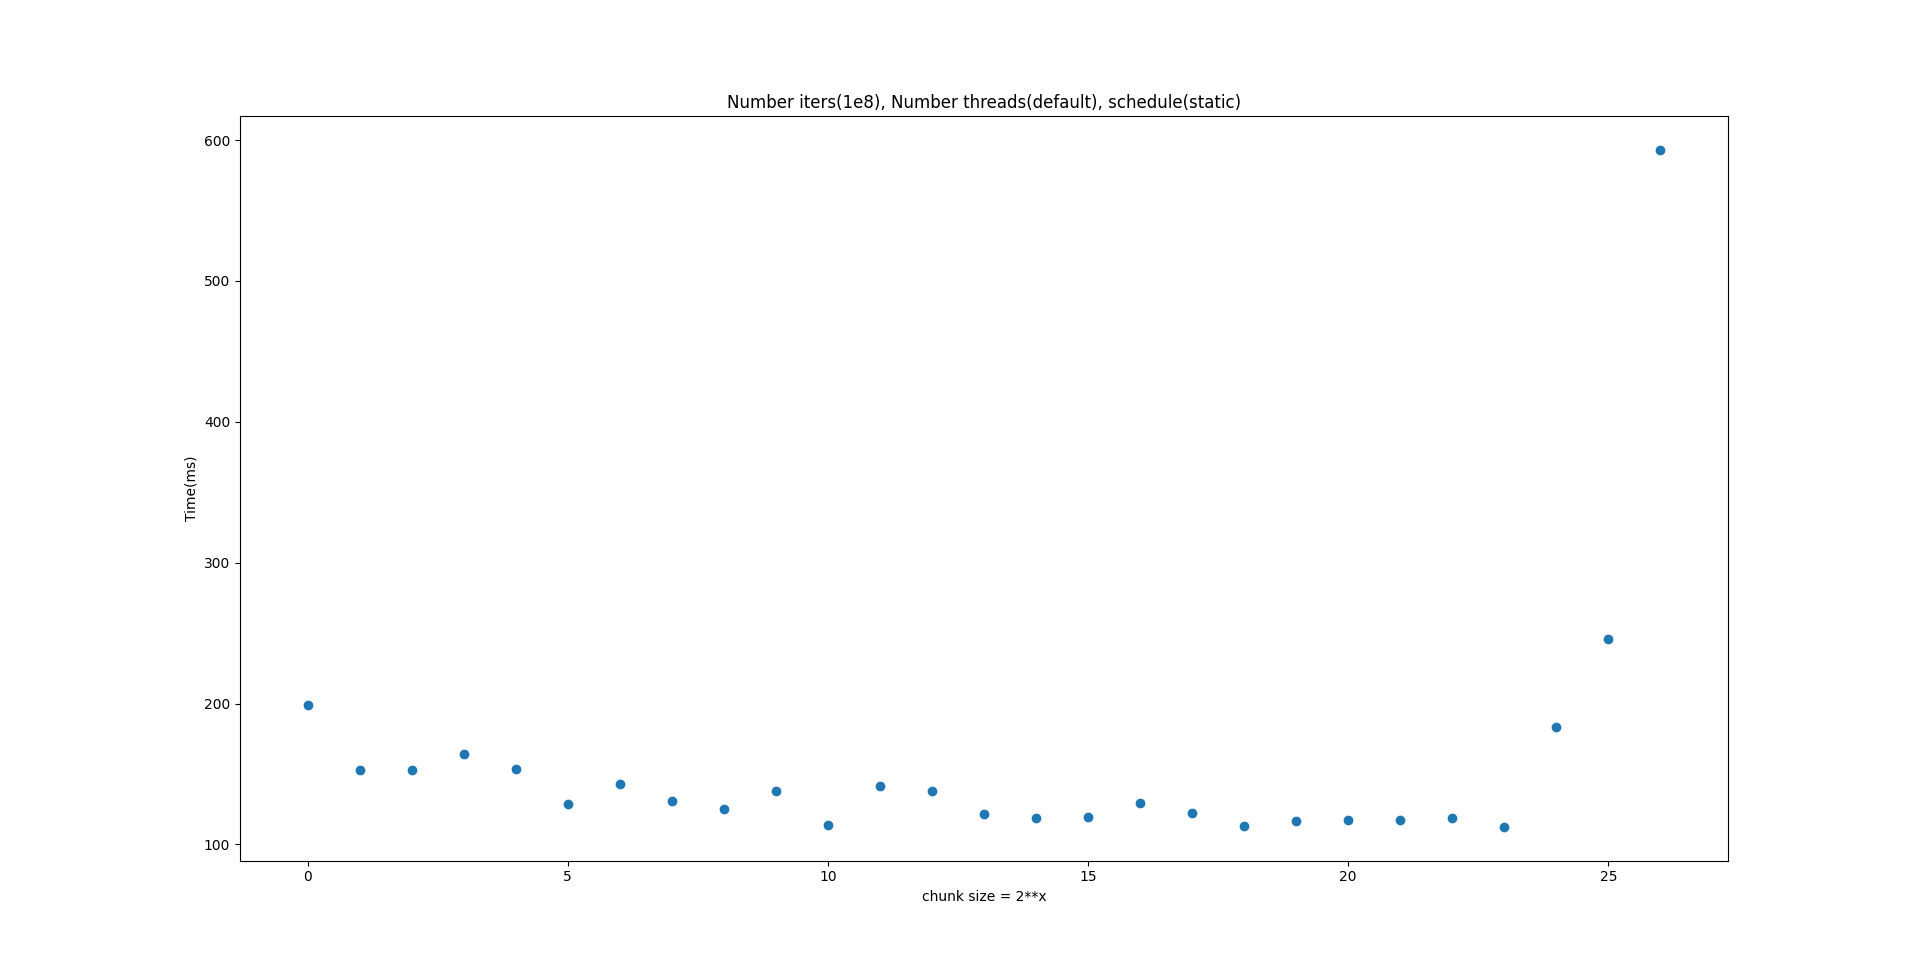 Number iters(1e8), Number threads(default), schedule(static)
600
500
400
300
200
100
Time(ms)
0 5 10 15 20 25
chunk size = 2**x